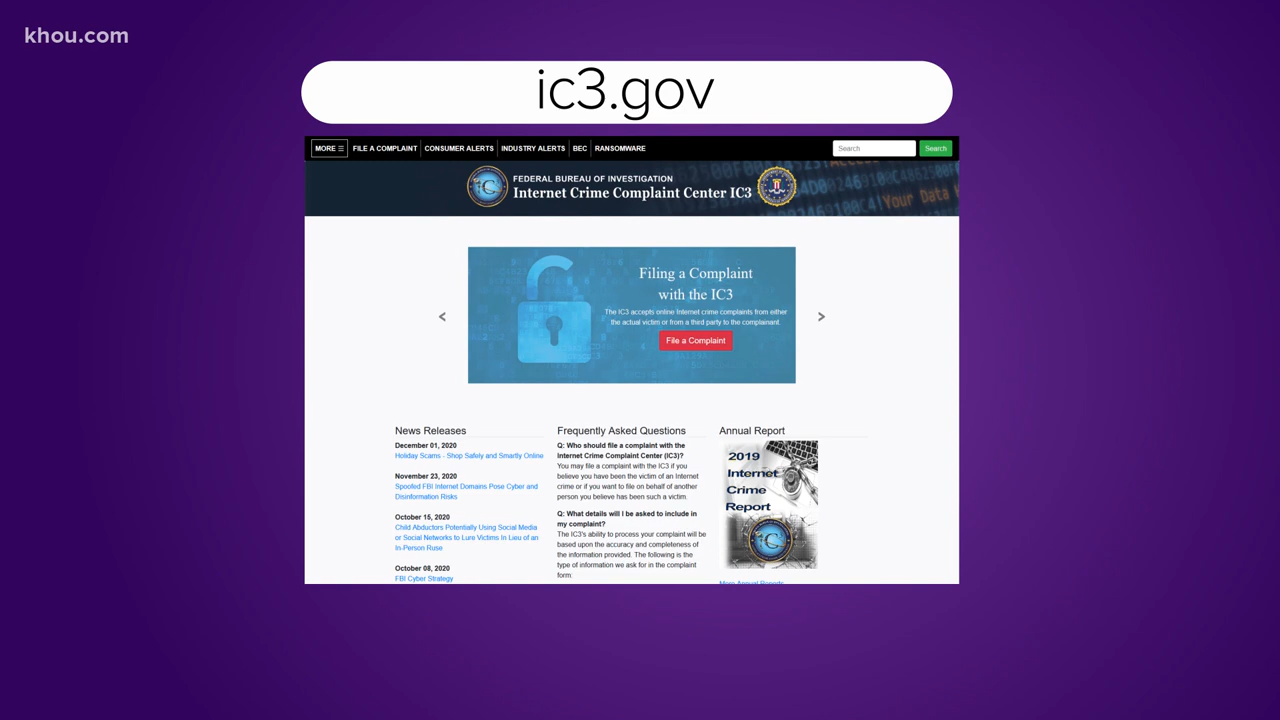 khou.com
ic3.gov
MORE ☰ FILE A COMPLAINT CONSUMER ALERTS INDUSTRY ALERTS BEC RANSOMWARE Search Search
FEDERAL BUREAU OF INVESTIGATION
Internet Crime Complaint Center IC3
Your Data
Filing a Complaint
with the IC3
The IC3 accepts online Internet crime complaints from either
the actual victim or from a third party to the complainant.
File a Complaint
News Releases
December 01, 2020
Holiday Scams - Shop Safely and Smartly Online
November 23, 2020
Spoofed FBI Internet Domains Pose Cyber and
Disinformation Risks
October 15, 2020
Child Abductors Potentially Using Social Media
or Social Networks to Lure Victims In Lieu of an
In-Person Ruse
October 08, 2020
FBI Cyber Strategy
Frequently Asked Questions
Q: Who should file a complaint with the
Internet Crime Complaint Center (IC3)?
You may file a complaint with the IC3 if you
believe you have been the victim of an Internet
crime or if you want to file on behalf of another
person you believe has been such a victim.
Q: What details will I be asked to include in
my complaint?
The IC3's ability to process your complaint will be
based upon the accuracy and completeness of
the information provided. The following is the
type of information we ask for in the complaint
form:
Annual Report
2019
Internet
Crime
Report
More Annual Reports